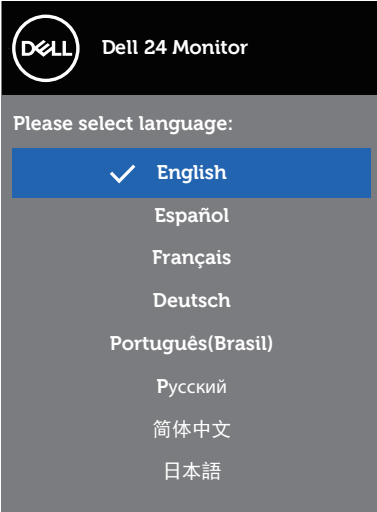 DELL
Dell 24 Monitor
Please select language:
English
Español
Français
Deutsch
Português(Brasil)
Русский
简体中文
日本語